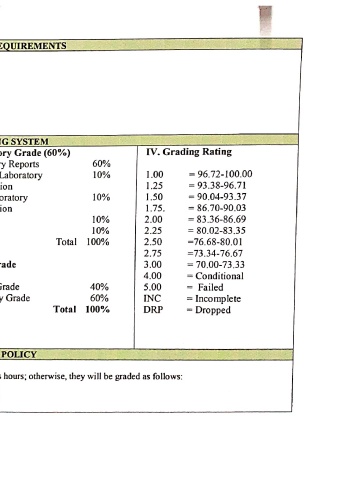 EQUIREMENTS
G SYSTEM
ory Grade (60%)
y Reports 60%
Laboratory 10%
ion
oratory 10%
ion
10%
10%
Total 100%
rade
Grade 40%
y Grade 60%
Total 100%
IV. Grading Rating
1.00 = 96.72-100.00
1.25 = 93.38-96.71
1.50 = 90.04-93.37
1.75. = 86.70-90.03
2.00 = 83.36-86.69
2.25 = 80.02-83.35
2.50 =76.68-80.01
2.75 =73.34-76.67
3.00 = 70.00-73.33
4.00 = Conditional
5.00 = Failed
INC = Incomplete
DRP = Dropped
POLICY
s hours; otherwise, they will be graded as follows: